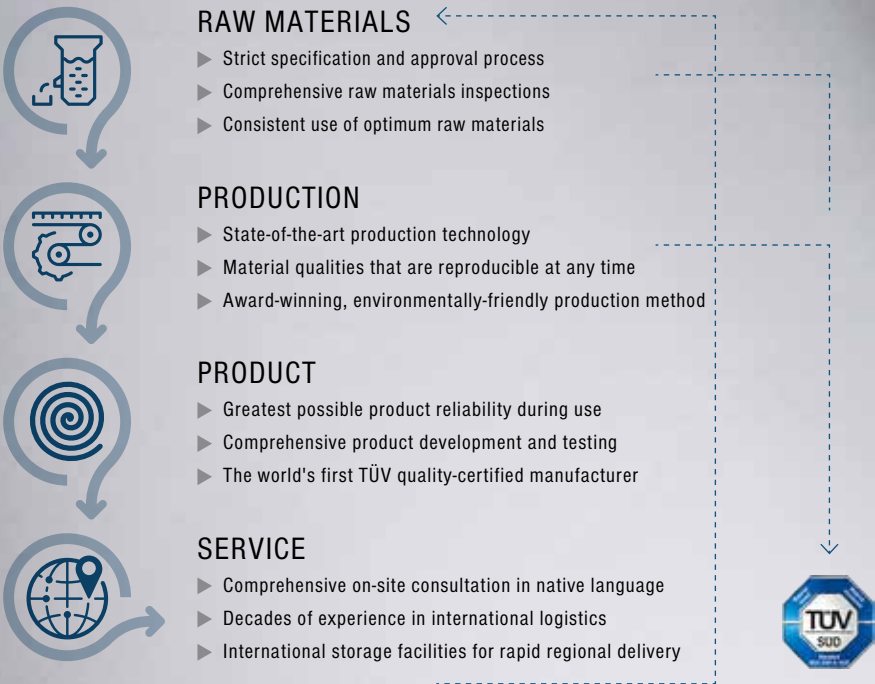 RAW MATERIALS
Strict specification and approval process
Comprehensive raw materials inspections
Consistent use of optimum raw materials
PRODUCTION
State-of-the-art production technology
Material qualities that are reproducible at any time
Award-winning, environmentally-friendly production method
PRODUCT
Greatest possible product reliability during use
Comprehensive product development and testing
The world's first TÜV quality-certified manufacturer
SERVICE
Comprehensive on-site consultation in native language
Decades of experience in international logistics
International storage facilities for rapid regional delivery
TÜV
SÜD